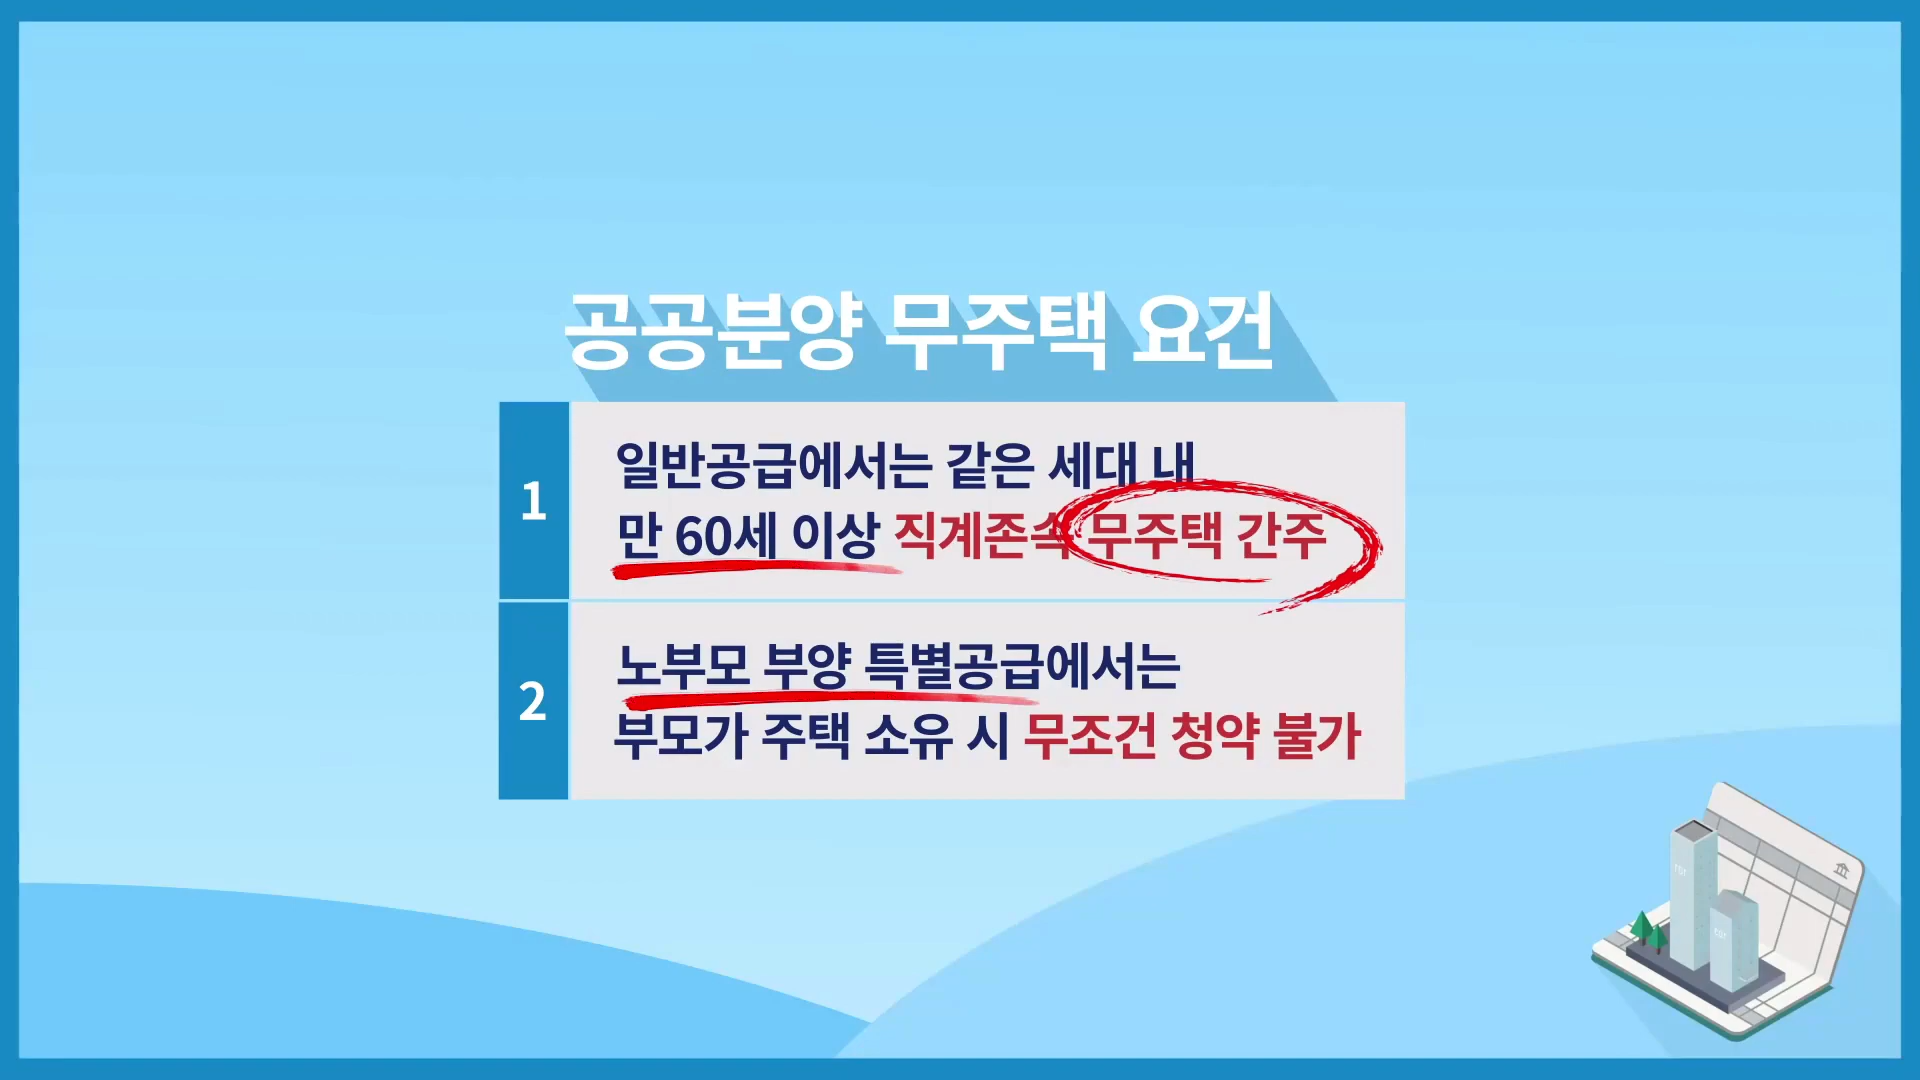 공공분양 무주택 요건
1
일반공급에서는 같은 세대 내
만 60세 이상 직계존속 무주택 간주
2
노부모 부양 특별공급에서는
부모가 주택 소유 시 무조건 청약 불가
101